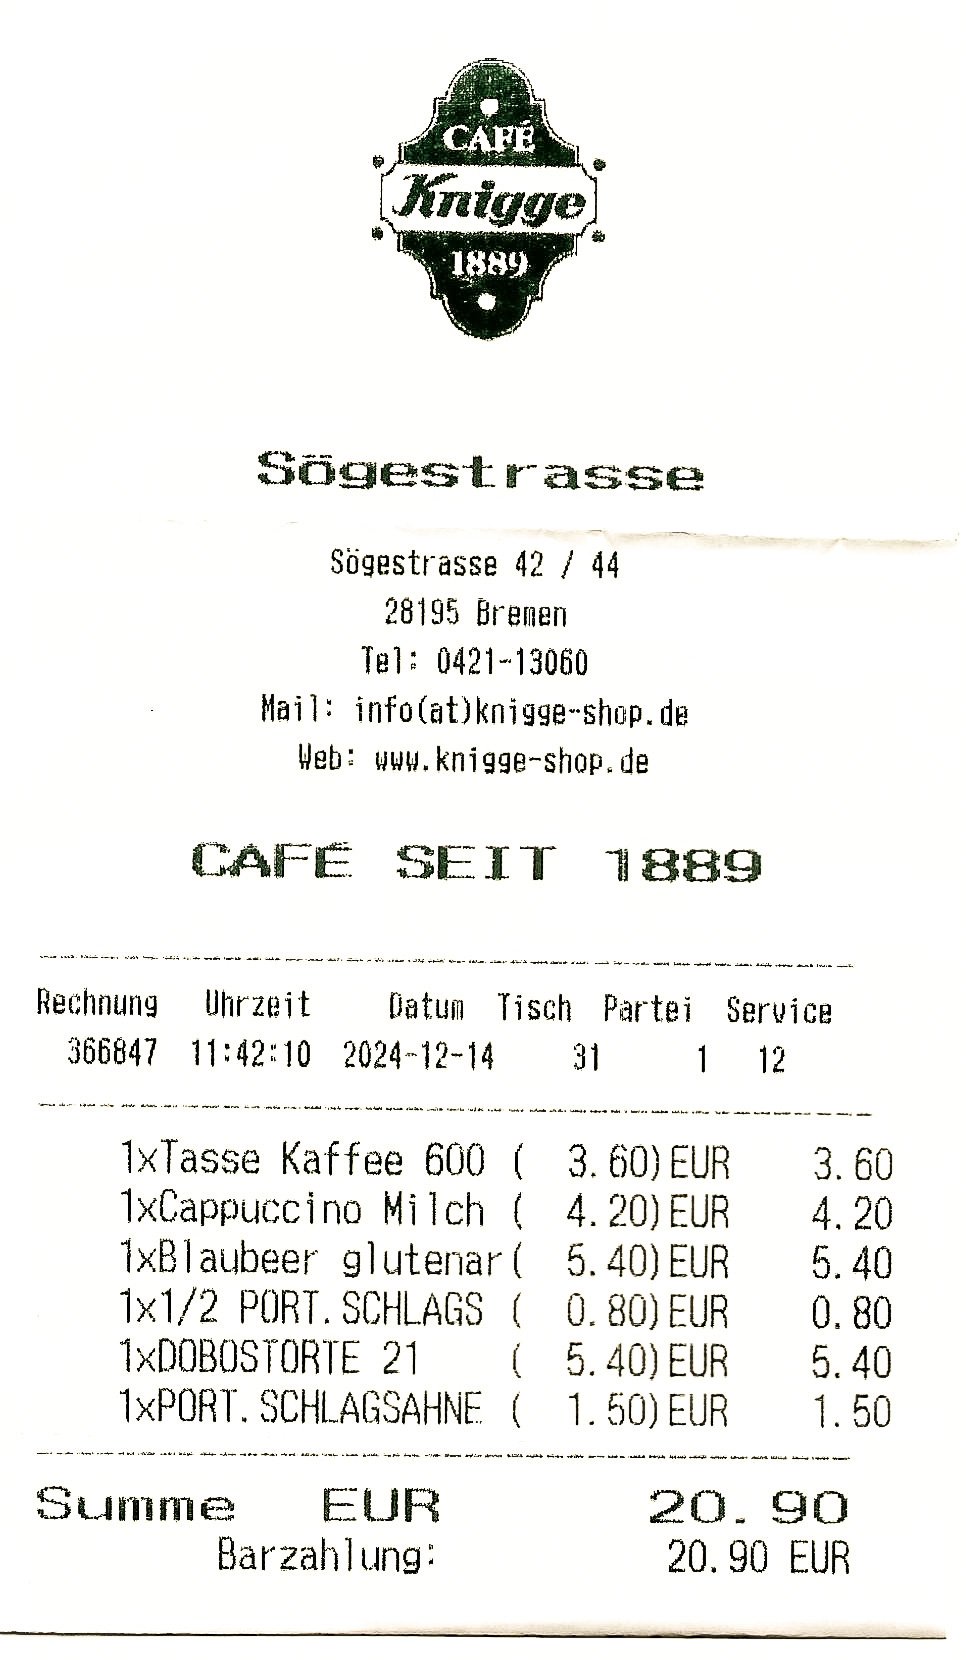 CAFÉ
Knigge
1889
Sögestrasse
Sögestrasse 42 / 44
28195 Bremen
Tel: 0421-13060
Mail: info(at)knigge-shop.de
Web: www.knigge-shop.de
CAFÉ SEIT 1889
Rechnung Uhrzeit Datum Tisch Partei Service
366847 11:42:10 2024-12-14 31 1 12
1xTasse Kaffee 600 ( 3.60)EUR 3.60
1xCappuccino Milch ( 4.20)EUR 4.20
1xBlaubeer glutenar( 5.40)EUR 5.40
1x1/2 PORT.SCHLAGS ( 0.80)EUR 0.80
1xDOBOSTORTE 21 ( 5.40)EUR 5.40
1xPORT.SCHLAGSAHNE ( 1.50)EUR 1.50
Summe EUR 20.90
Barzahlung: 20.90 EUR